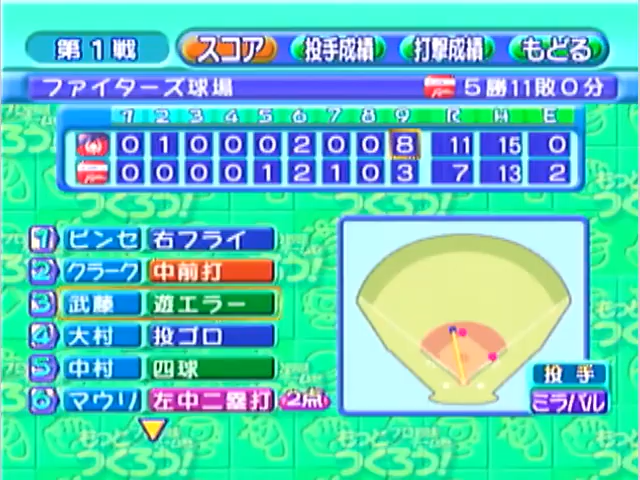 第１戦 スコア 投手成績 打撃成績 もどる
ファイターズ球場 ５勝11敗０分
1 2 3 4 5 6 7 8 9 R H E
0 1 0 0 0 2 0 0 8 11 15 0
0 0 0 0 1 2 1 0 3 7 13 2
1 ピンセ 右フライ
2 クラーク 中前打
3 武藤 遊エラー
4 大村 投ゴロ
5 中村 四球
6 マウリ 左中二塁打 2点
投手
ミラバル